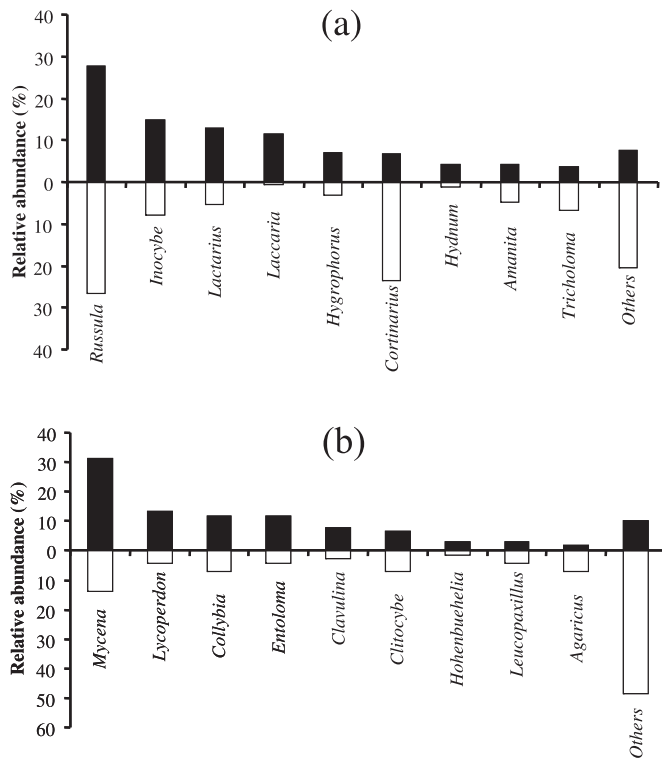 (a)
Relative abundance (%)
40
30
20
10
0
10
20
30
40
Russula
Inocybe
Lactarius
Laccaria
Hygrophorus
Cortinarius
Hydnum
Amanita
Tricholoma
Others
(b)
Relative abundance (%)
40
30
20
10
0
10
20
30
40
50
60
Mycena
Lycoperdon
Collybia
Entoloma
Clavulina
Clitocybe
Hohenbuehelia
Leucopaxillus
Agaricus
Others